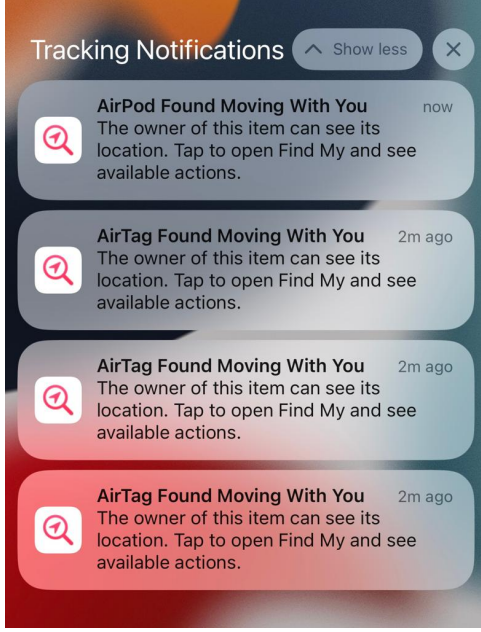 Tracking Notifications Show less
AirPod Found Moving With You now
The owner of this item can see its
location. Tap to open Find My and see
available actions.
AirTag Found Moving With You 2m ago
The owner of this item can see its
location. Tap to open Find My and see
available actions.
AirTag Found Moving With You 2m ago
The owner of this item can see its
location. Tap to open Find My and see
available actions.
AirTag Found Moving With You 2m ago
The owner of this item can see its
location. Tap to open Find My and see
available actions.